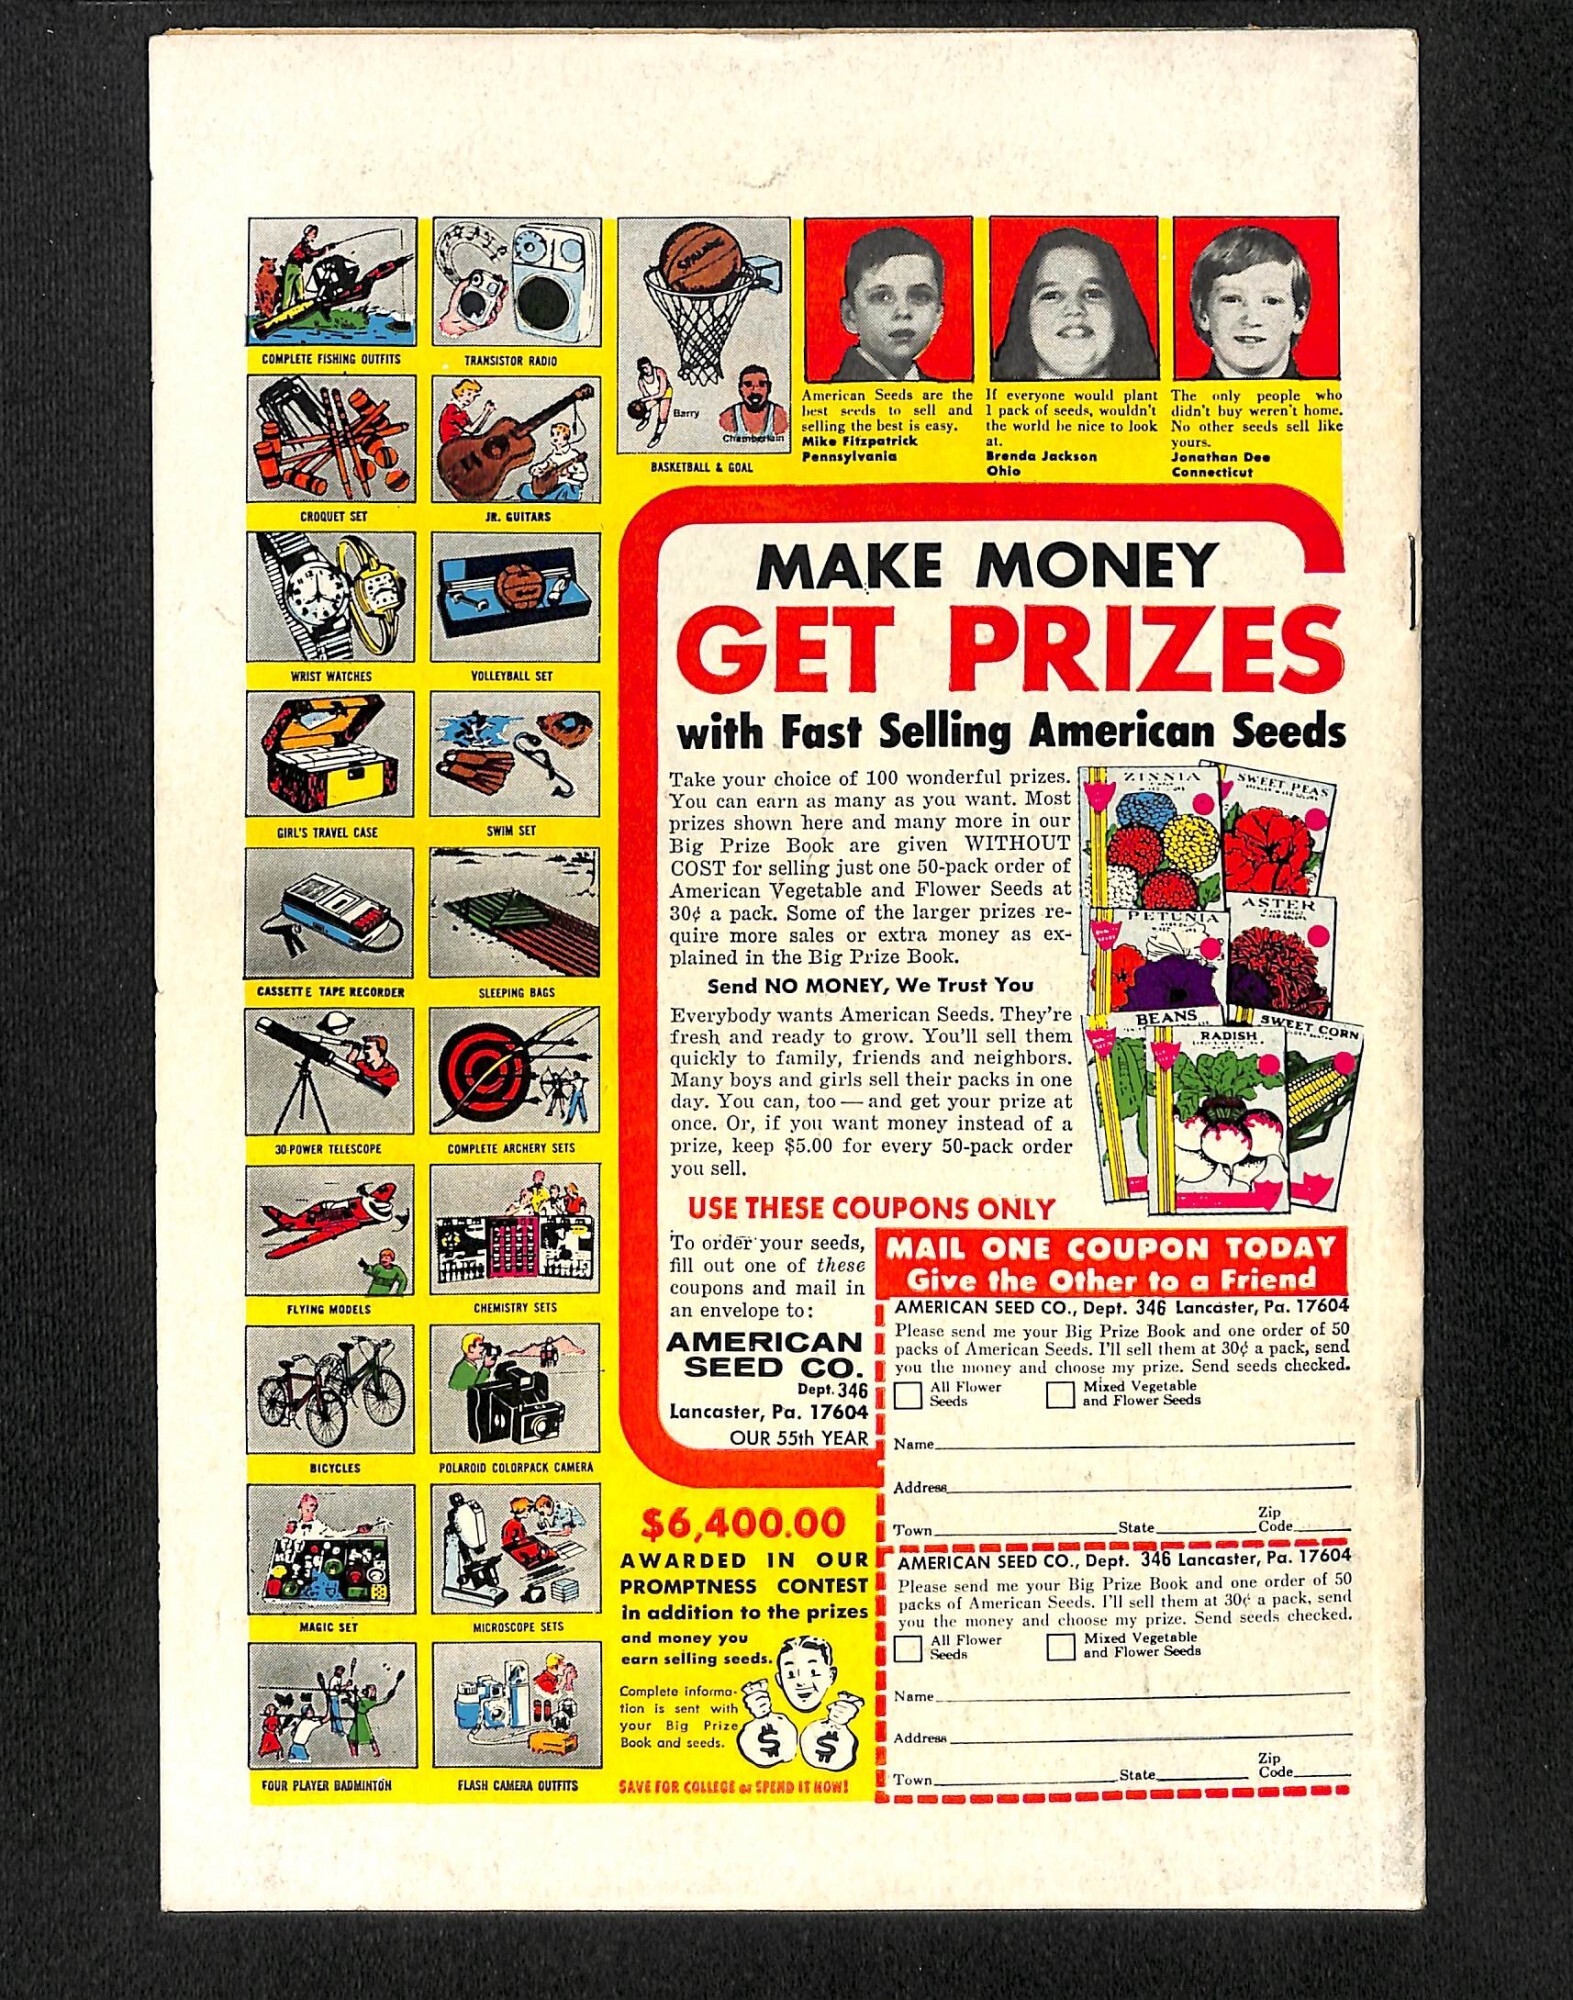 COMPLETE FISHING OUTFITS
TRANSISTOR RADIO
SPALDING
Barry
Chamberlain
BASKETBALL & GOAL
CROQUET SET
JR. GUITARS
WRIST WATCHES
VOLLEYBALL SET
GIRL'S TRAVEL CASE
SWIM SET
CASSETTE TAPE RECORDER
SLEEPING BAGS
30-POWER TELESCOPE
COMPLETE ARCHERY SETS
FLYING MODELS
CHEMISTRY SETS
BICYCLES
POLAROID COLORPACK CAMERA
MAGIC SET
MICROSCOPE SETS
FOUR PLAYER BADMINTON
FLASH CAMERA OUTFITS
American Seeds are the
best seeds to sell and
selling the best is easy.
Mike Fitzpatrick
Pennsylvania
If everyone would plant
1 pack of seeds, wouldn't
the world be nice to look
at.
Brenda Jackson
Ohio
The only people who
didn't buy weren't home.
No other seeds sell like
yours.
Jonathan Dee
Connecticut
MAKE MONEY
GET PRIZES
with Fast Selling American Seeds
Take your choice of 100 wonderful prizes.
You can earn as many as you want. Most
prizes shown here and many more in our
Big Prize Book are given WITHOUT
COST for selling just one 50-pack order of
American Vegetable and Flower Seeds at
30¢ a pack. Some of the larger prizes re-
quire more sales or extra money as ex-
plained in the Big Prize Book.
Send NO MONEY, We Trust You
Everybody wants American Seeds. They're
fresh and ready to grow. You'll sell them
quickly to family, friends and neighbors.
Many boys and girls sell their packs in one
day. You can, too — and get your prize at
once. Or, if you want money instead of a
prize, keep $5.00 for every 50-pack order
you sell.
ZINNIA
SWEET PEAS
PETUNIA
ASTER
BEANS
SWEET CORN
RADISH
USE THESE COUPONS ONLY
To order your seeds,
fill out one of these
coupons and mail in
an envelope to:
AMERICAN
SEED CO.
Dept. 346
Lancaster, Pa. 17604
OUR 55th YEAR
$6,400.00
AWARDED IN OUR
PROMPTNESS CONTEST
in addition to the prizes
and money you
earn selling seeds.
Complete informa-
tion is sent with
your Big Prize
Book and seeds.
$ $
SAVE FOR COLLEGE or SPEND IT NOW!
MAIL ONE COUPON TODAY
Give the Other to a Friend
AMERICAN SEED CO., Dept. 346 Lancaster, Pa. 17604
Please send me your Big Prize Book and one order of 50
packs of American Seeds. I'll sell them at 30¢ a pack, send
you the money and choose my prize. Send seeds checked.
All Flower
Seeds
Mixed Vegetable
and Flower Seeds
Name
Address
Town State Zip Code
AMERICAN SEED CO., Dept. 346 Lancaster, Pa. 17604
Please send me your Big Prize Book and one order of 50
packs of American Seeds. I'll sell them at 30¢ a pack, send
you the money and choose my prize. Send seeds checked.
All Flower
Seeds
Mixed Vegetable
and Flower Seeds
Name
Address
Town State Zip Code